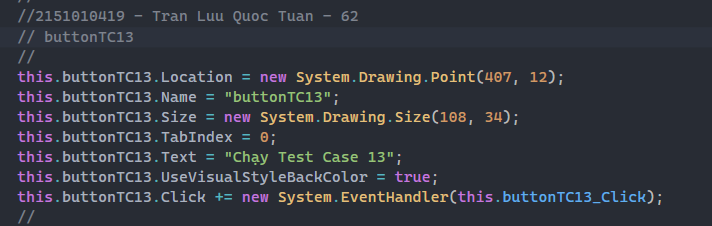 //2151010419 - Tran Luu Quoc Tuan - 62
// buttonTC13
//
this.buttonTC13.Location = new System.Drawing.Point(407, 12);
this.buttonTC13.Name = "buttonTC13";
this.buttonTC13.Size = new System.Drawing.Size(108, 34);
this.buttonTC13.TabIndex = 0;
this.buttonTC13.Text = "Chạy Test Case 13";
this.buttonTC13.UseVisualStyleBackColor = true;
this.buttonTC13.Click += new System.EventHandler(this.buttonTC13_Click);
//